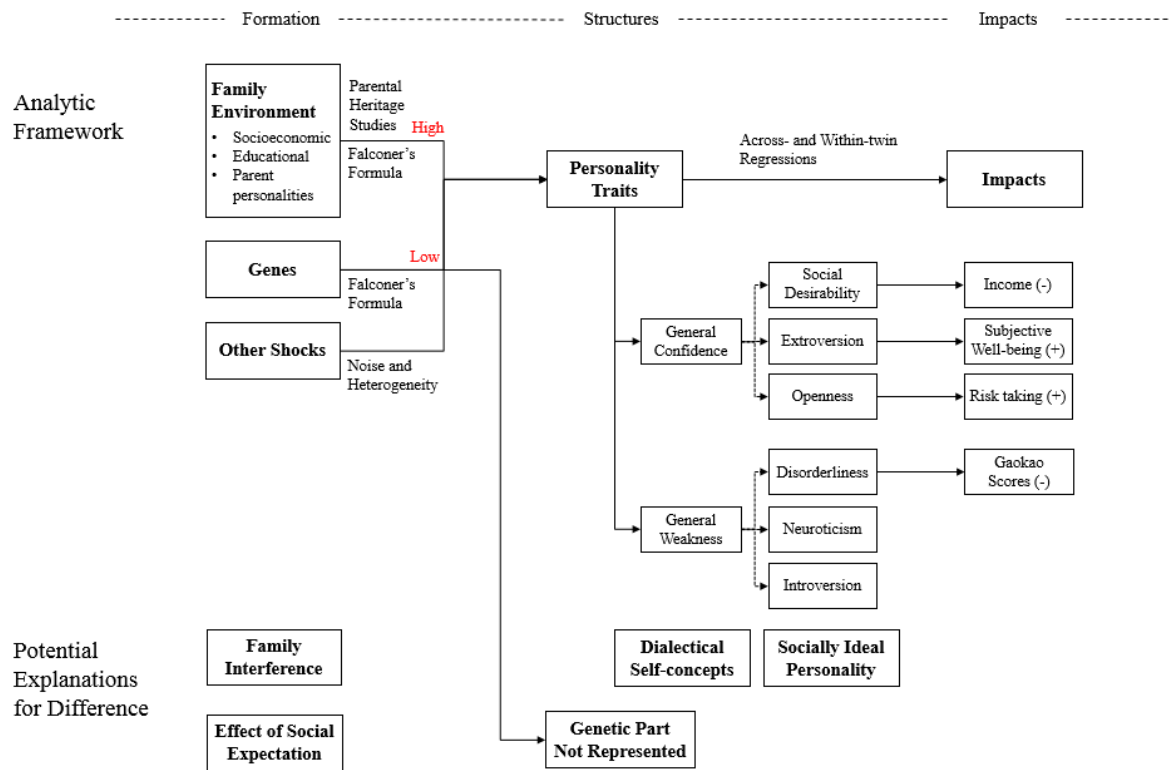 Formation
Structures
Impacts
Analytic
Framework
Family
Environment
• Socioeconomic
• Educational
• Parent
personalities
Parental
Heritage
Studies
High
Falconer’s
Formula
Genes
Low
Falconer’s
Formula
Other Shocks
Noise and
Heterogeneity
Personality
Traits
Across- and Within-twin
Regressions
Impacts
General
Confidence
Social
Desirability
Income (-)
Extroversion
Subjective
Well-being (+)
Openness
Risk taking (+)
General
Weakness
Disorderliness
Gaokao
Scores (-)
Neuroticism
Introversion
Potential
Explanations
for Difference
Family
Interference
Dialectical
Self-concepts
Socially Ideal
Personality
Effect of Social
Expectation
Genetic Part
Not Represented